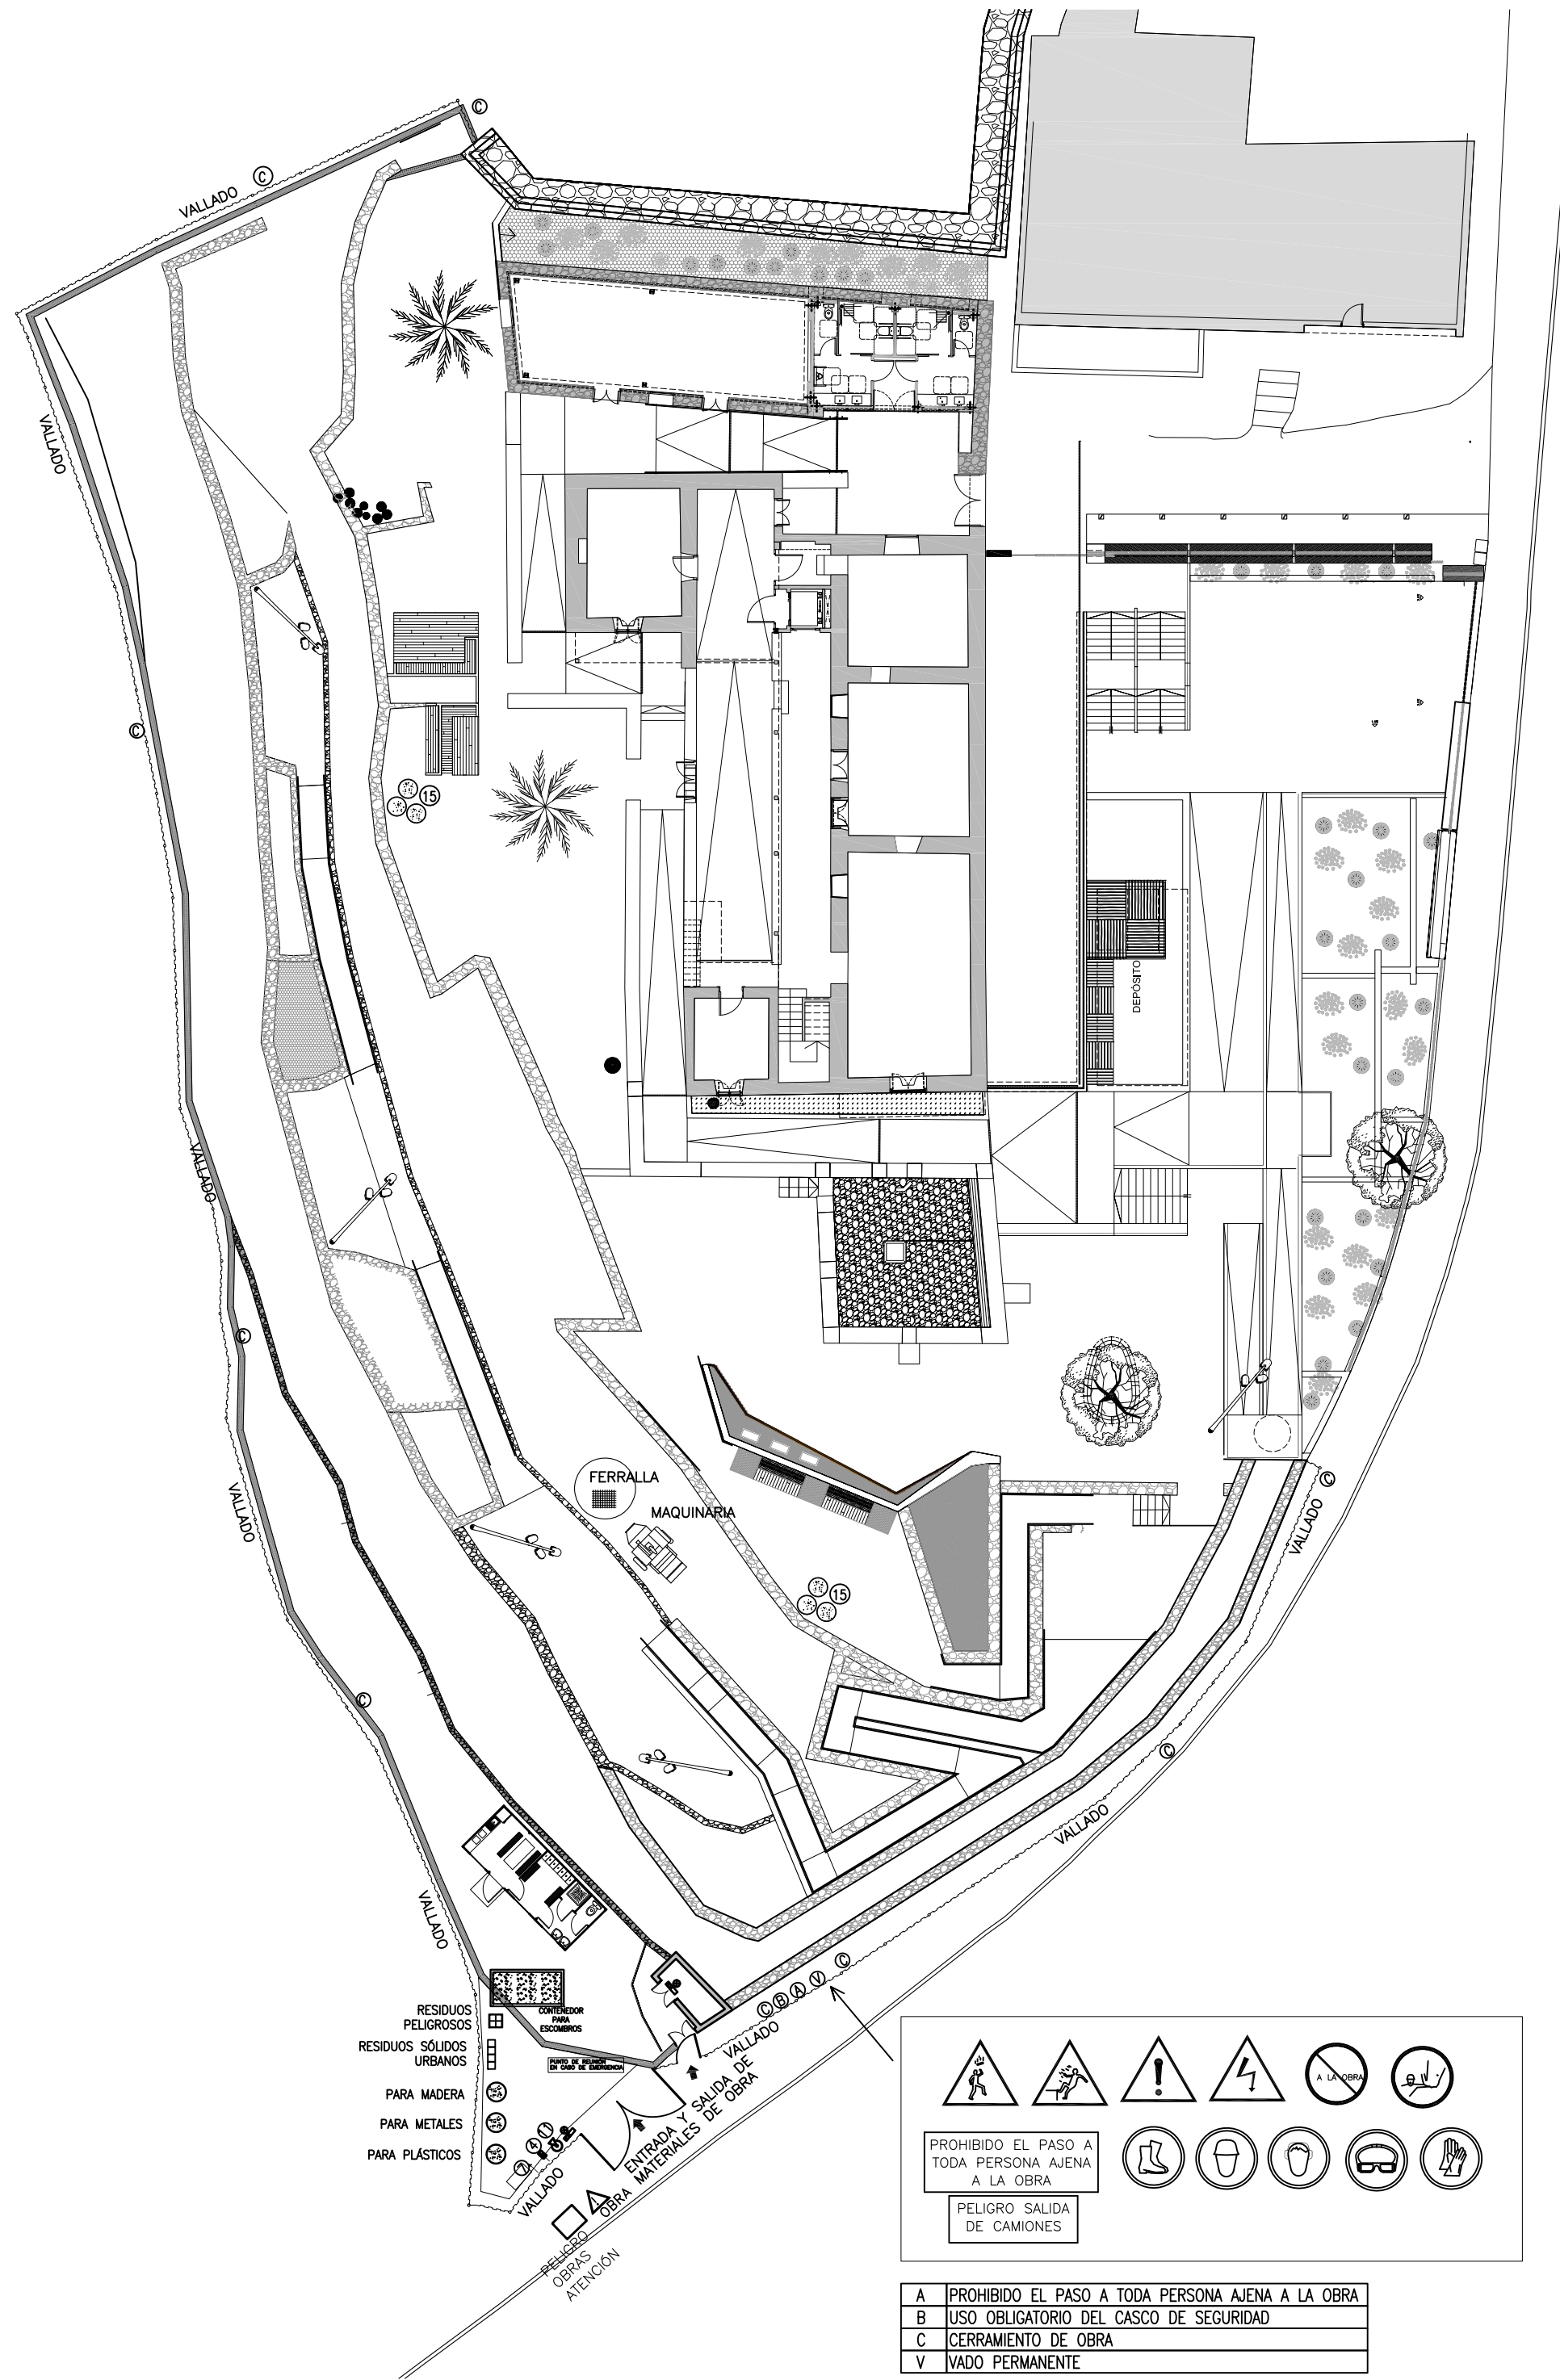 C
C
VALLADO
VALLADO
C
15
DEPÓSITO
VALLADO
C
VALLADO
FERRALLA
MAQUINARIA
C
VALLADO
15
C
C
VALLADO
VALLADO
C
V
A
B
C
RESIDUOS
PELIGROSOS
CONTENEDOR
PARA
ESCOMBROS
RESIDUOS SÓLIDOS
URBANOS
PUNTO DE REUNIÓN
EN CASO DE EMERGENCIA
VALLADO
PARA MADERA
PARA METALES
PARA PLÁSTICOS
11
4
7
ENTRADA Y SALIDA DE
MATERIALES DE OBRA
OBRA
VALLADO
PELIGRO
OBRAS
ATENCIÓN
A LA OBRA
PROHIBIDO EL PASO A
TODA PERSONA AJENA
A LA OBRA
PELIGRO SALIDA
DE CAMIONES
A PROHIBIDO EL PASO A TODA PERSONA AJENA A LA OBRA
B USO OBLIGATORIO DEL CASCO DE SEGURIDAD
C CERRAMIENTO DE OBRA
V VADO PERMANENTE